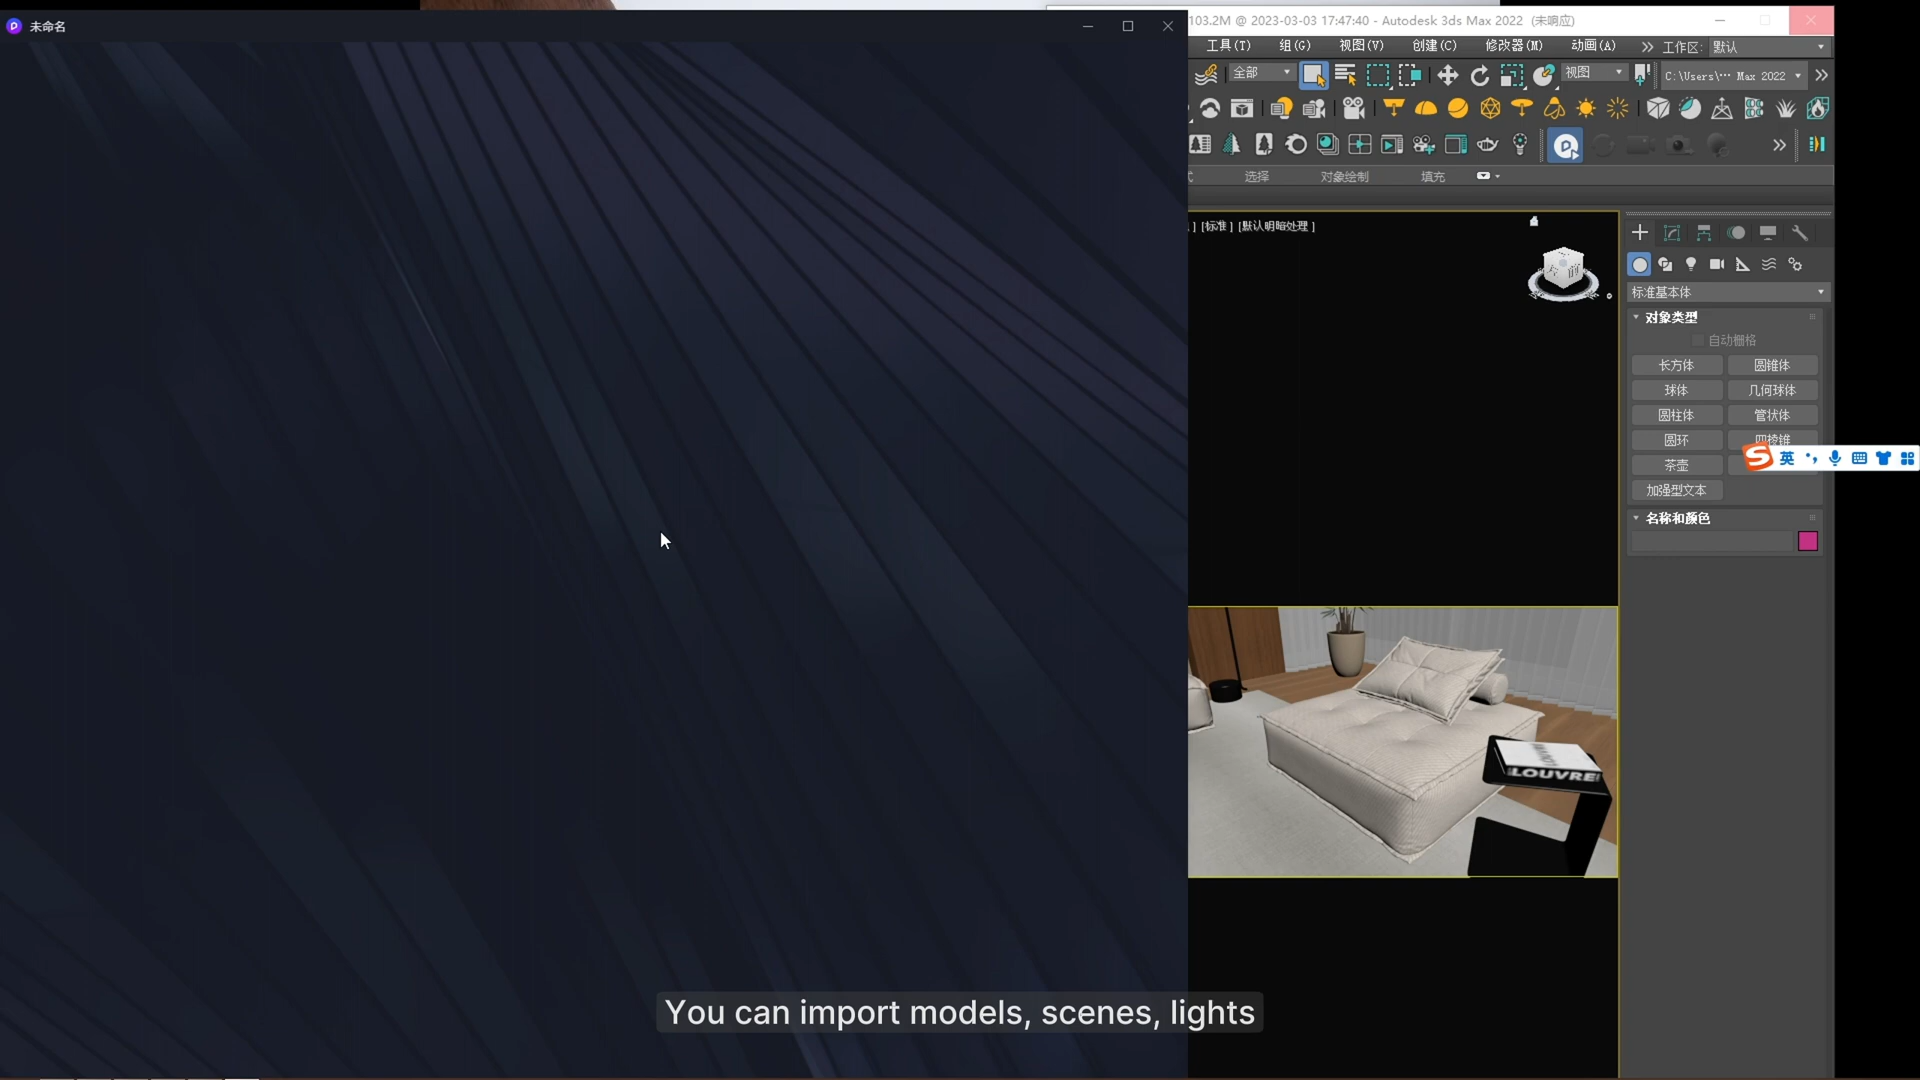 未命名
103.2M @ 2023-03-03 17:47:40 - Autodesk 3ds Max 2022 (未响应)
工具(T) 组(G) 视图(V) 创建(C) 修改器(M) 动画(A) 工作区: 默认
全部 视图 C:\Users\··· Max 2022
选择 对象绘制 填充
] [标准] [默认明暗处理]
前
标准基本体
对象类型
自动栅格
长方体 圆锥体
球体 几何球体
圆柱体 管状体
圆环 四棱锥
茶壶
英
加强型文本
名称和颜色
LOUVRE
You can import models, scenes, lights